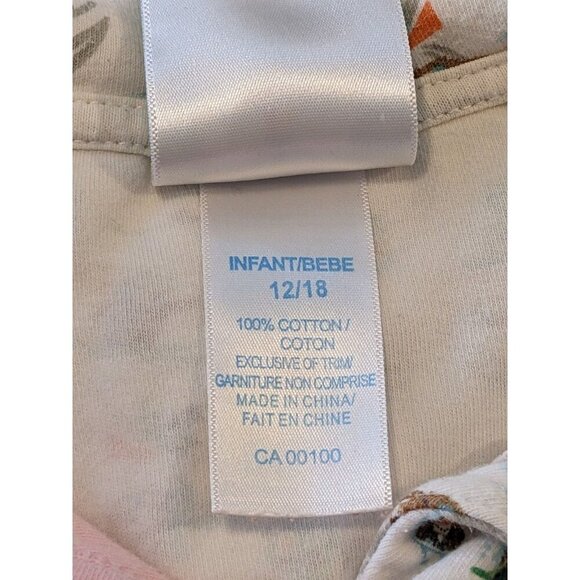 INFANT/BEBE
12/18
100% COTTON/
COTON
EXCLUSIVE OF TRIM/
GARNITURE NON COMPRISE
MADE IN CHINA/
FAIT EN CHINE
CA 00100